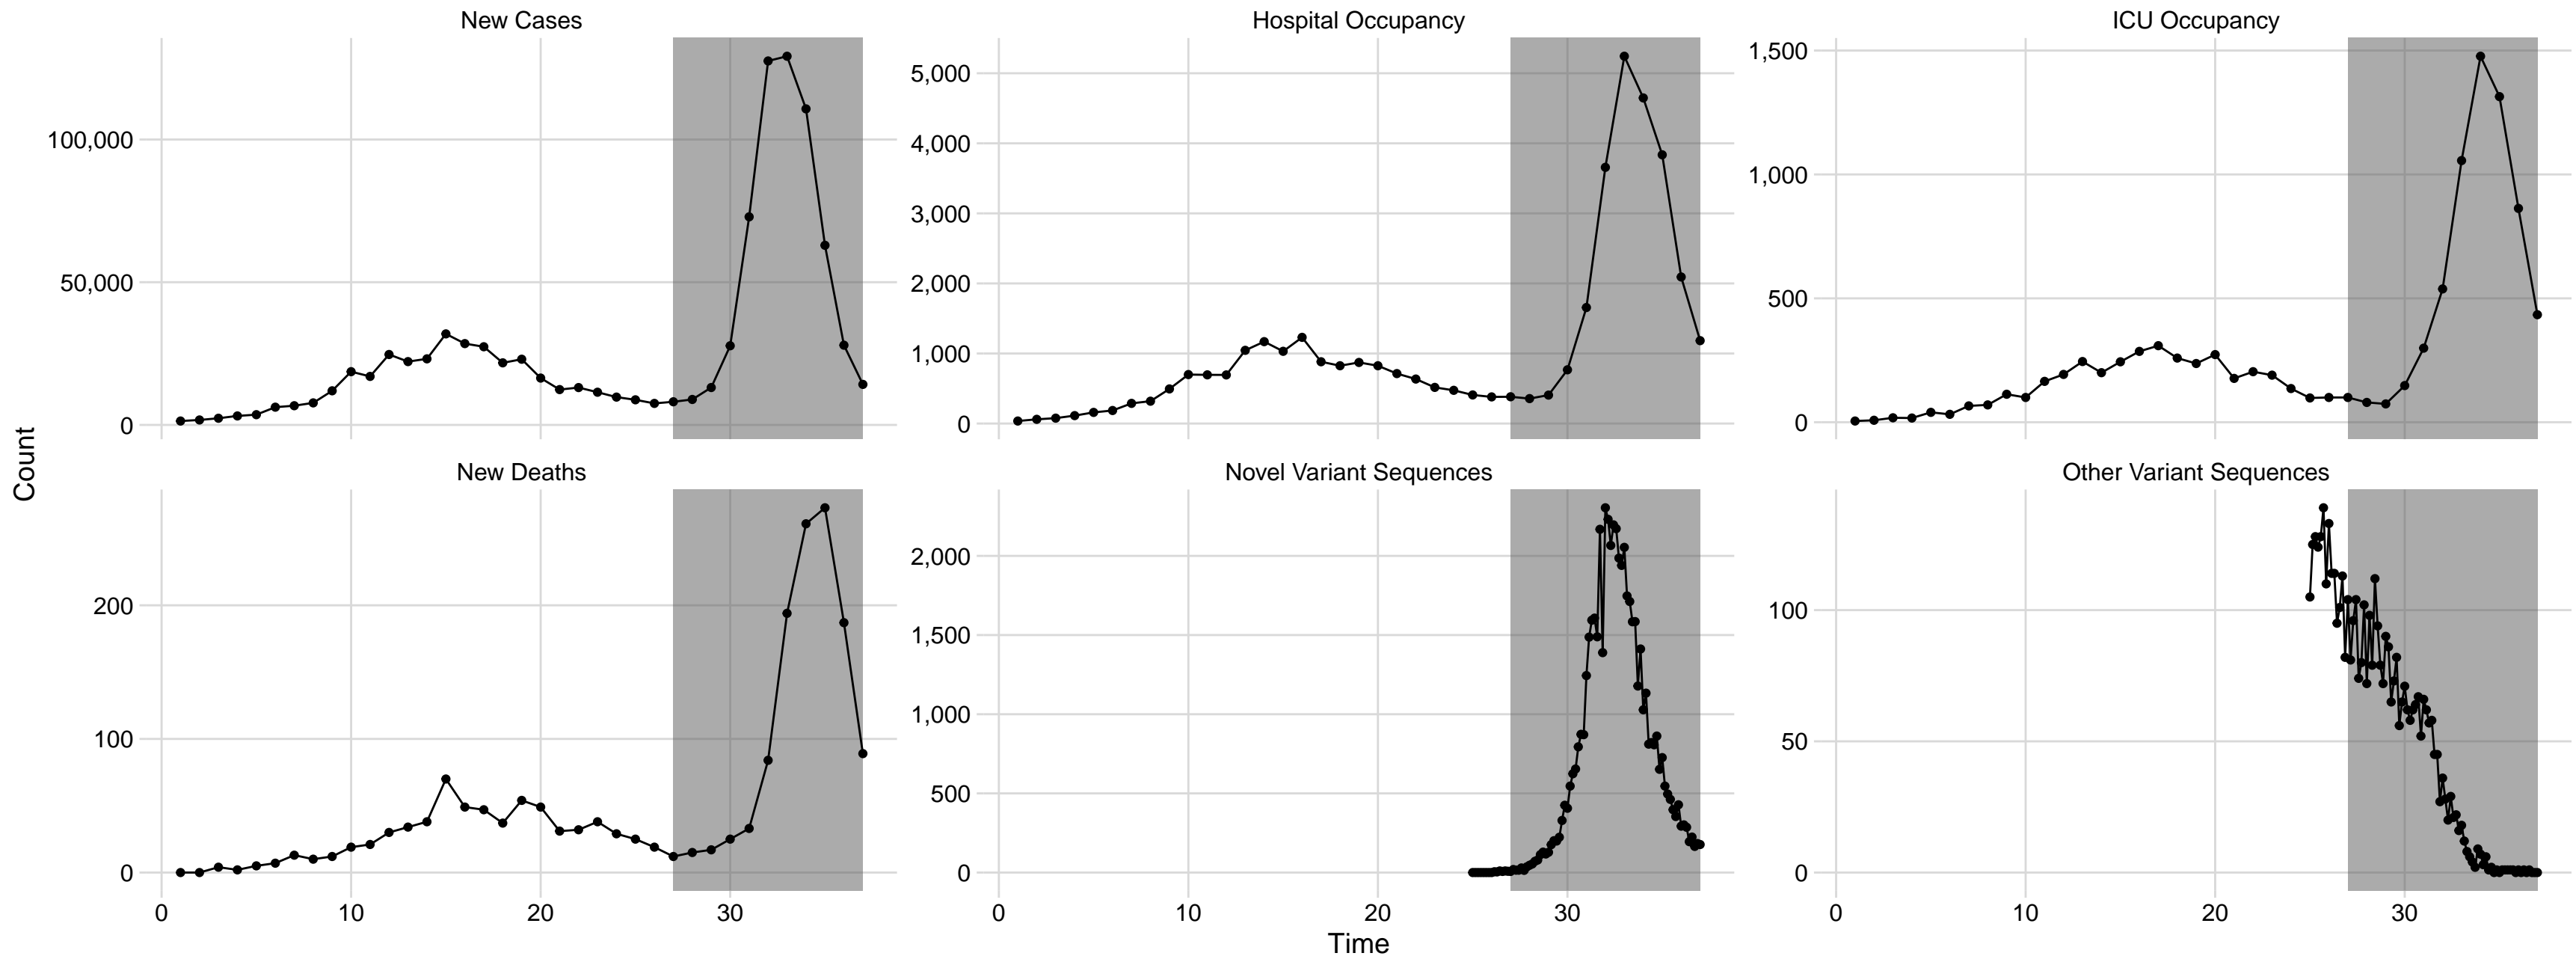 New Cases
Hospital Occupancy
ICU Occupancy
100,000
50,000
0
5,000
4,000
3,000
2,000
1,000
0
1,500
1,000
500
0
Count
New Deaths
Novel Variant Sequences
Other Variant Sequences
200
100
0
2,000
1,500
1,000
500
0
100
50
0
0 10 20 30
0 10 20 30
0 10 20 30
Time